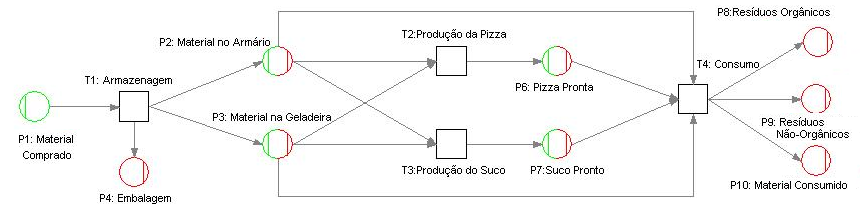 P8:Resíduos Orgânicos
P2: Material no Armário
T2:Produção da Pizza
T4: Consumo
T1: Armazenagem
P6: Pizza Pronta
P3: Material na Geladeira
P1: Material
Comprado
P9: Resíduos
Não-Orgânicos
P4: Embalagem
T3:Produção do Suco
P7:Suco Pronto
P10: Material Consumido